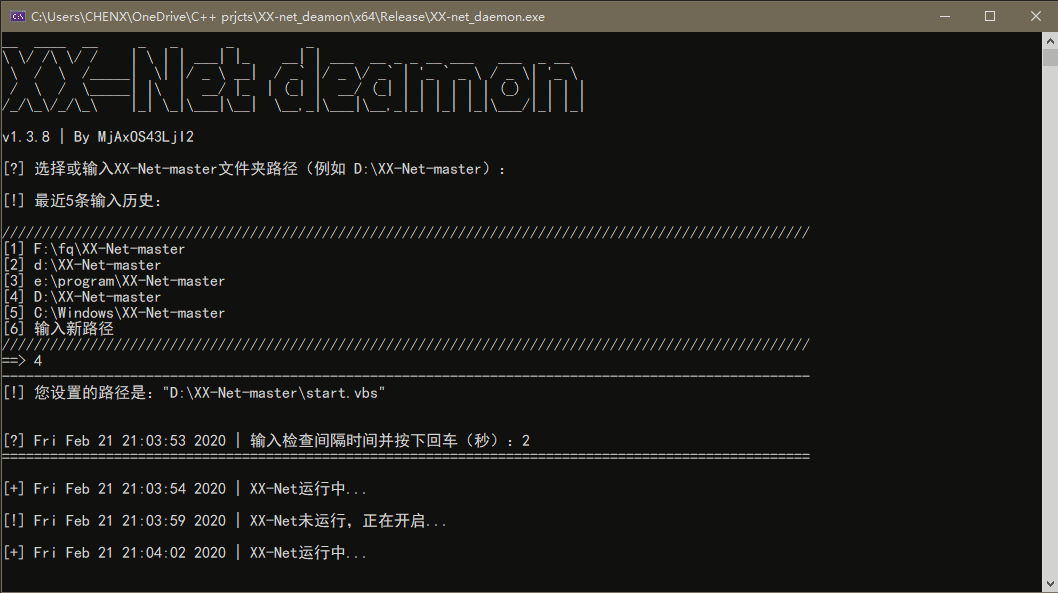 C:\Users\CHENX\OneDrive\C++ prjcts\XX-net_deamon\x64\Release\XX-net_daemon.exe
XX-Net deamon
v1.3.8 | By MjAxOS43LjI2
[?] 选择或输入XX-Net-master文件夹路径（例如 D:\XX-Net-master）：
[!] 最近5条输入历史：
/////////////////////////////////////////////////////////////////////////////////////////////////////
[1] F:\fq\XX-Net-master
[2] d:\XX-Net-master
[3] e:\program\XX-Net-master
[4] D:\XX-Net-master
[5] C:\Windows\XX-Net-master
[6] 输入新路径
/////////////////////////////////////////////////////////////////////////////////////////////////////
==> 4
=====================================================================================================
[!] 您设置的路径是："D:\XX-Net-master\start.vbs"
[?] Fri Feb 21 21:03:53 2020 | 输入检查间隔时间并按下回车（秒）：2
=====================================================================================================
[+] Fri Feb 21 21:03:54 2020 | XX-Net运行中...
[!] Fri Feb 21 21:03:59 2020 | XX-Net未运行，正在开启...
[+] Fri Feb 21 21:04:02 2020 | XX-Net运行中...